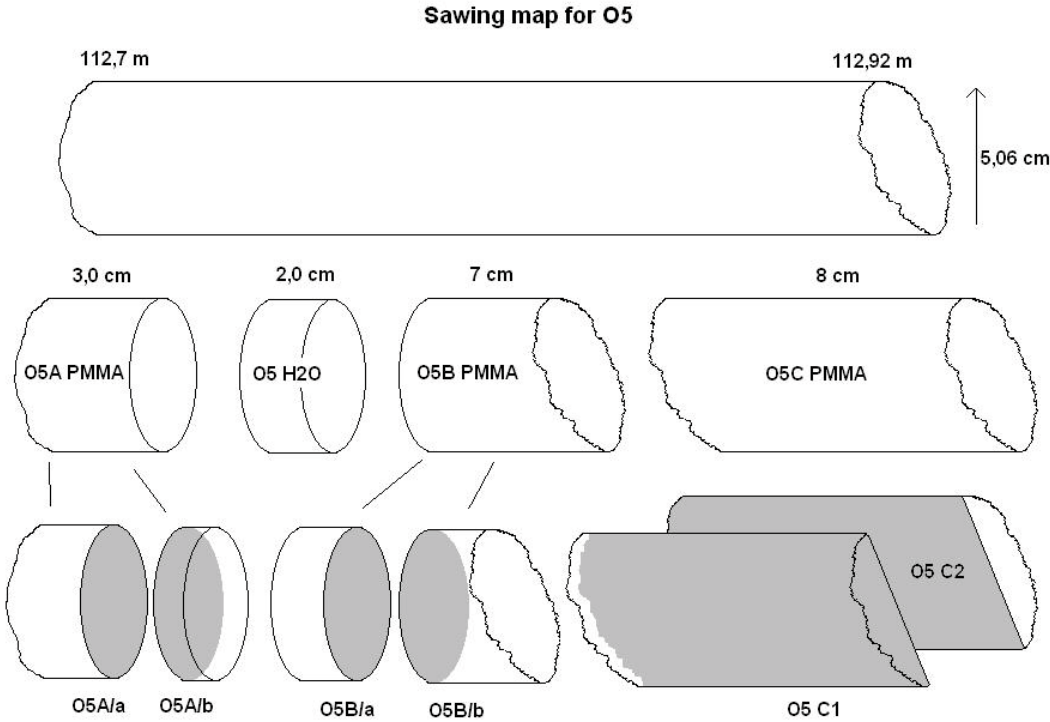 Sawing map for O5
112,7 m
112,92 m
5,06 cm
3,0 cm
2,0 cm
7 cm
8 cm
O5A PMMA
O5 H2O
O5B PMMA
O5C PMMA
O5 C2
O5A/a
O5A/b
O5B/a
O5B/b
O5 C1